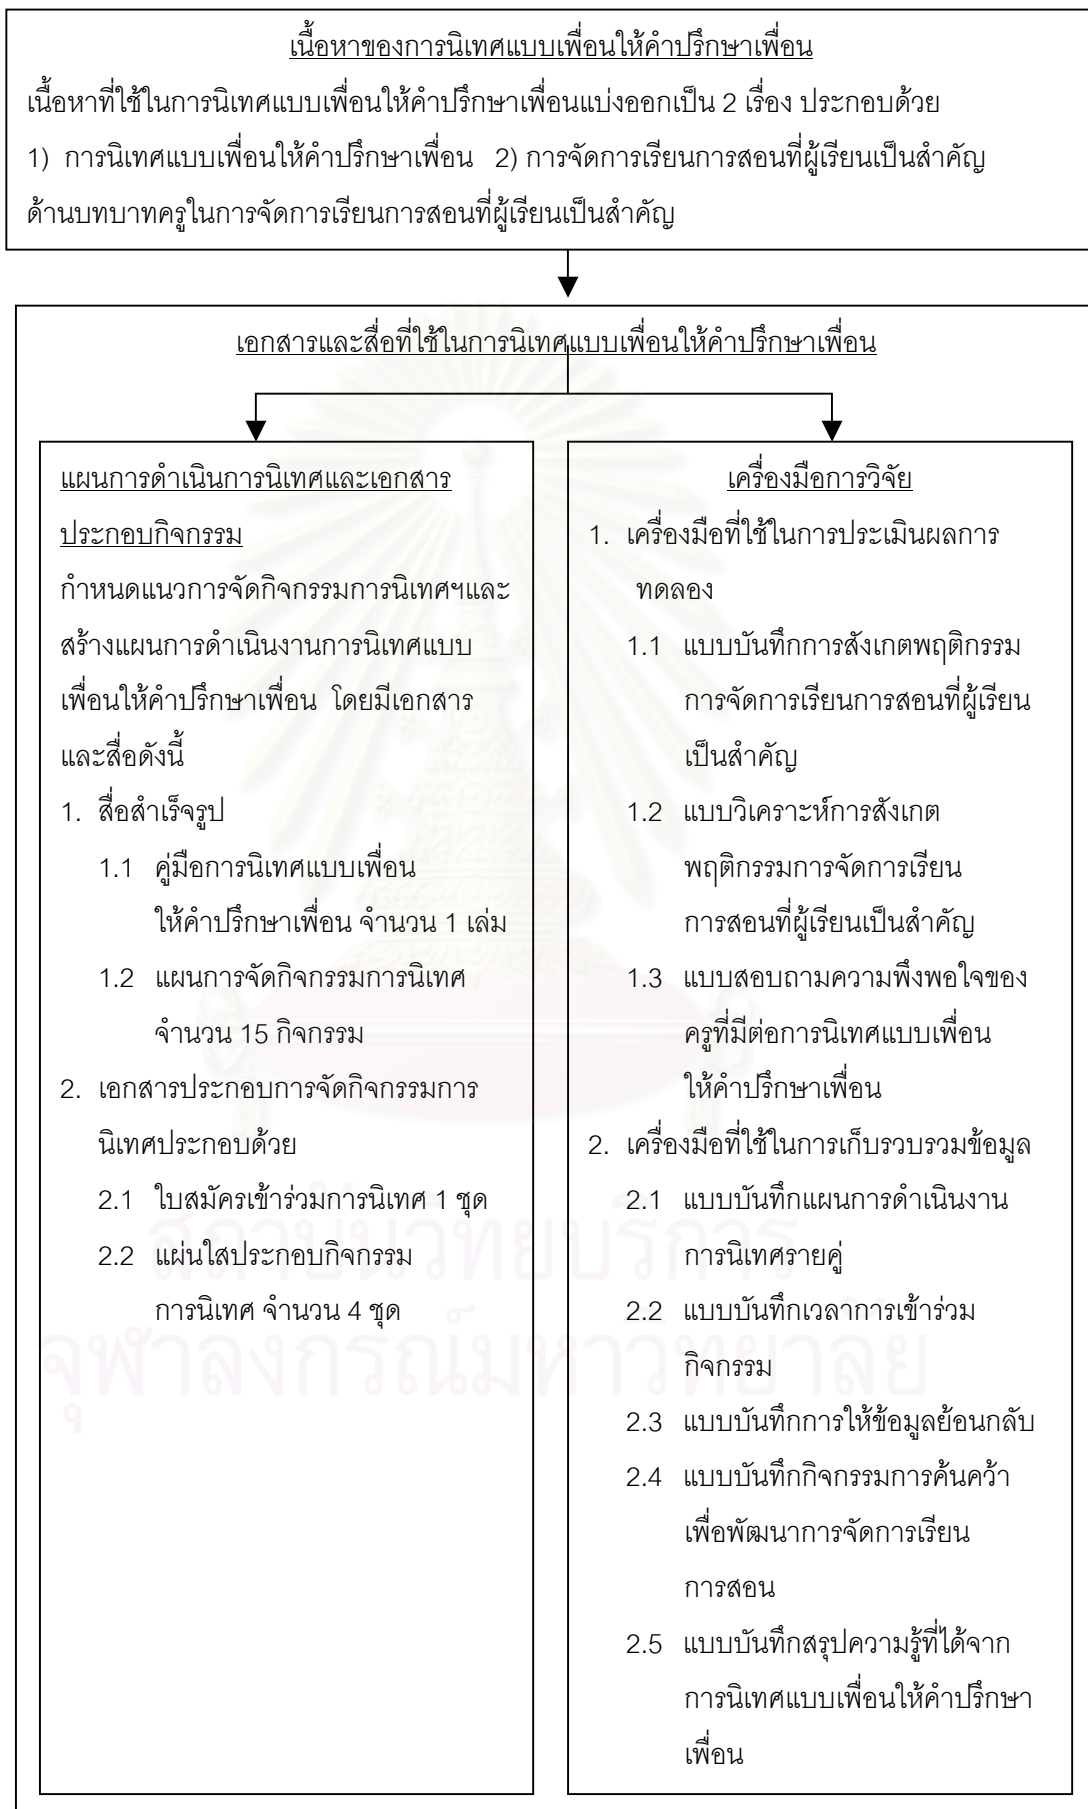 เนื้อหาของการนิเทศแบบเพื่อนให้คำปรึกษาเพื่อน
เนื้อหาที่ใช้ในการนิเทศแบบเพื่อนให้คำปรึกษาเพื่อนแบ่งออกเป็น 2 เรื่อง ประกอบด้วย
1) การนิเทศแบบเพื่อนให้คำปรึกษาเพื่อน 2) การจัดการเรียนการสอนที่ผู้เรียนเป็นสำคัญ
ด้านบทบาทครูในการจัดการเรียนการสอนที่ผู้เรียนเป็นสำคัญ
เอกสารและสื่อที่ใช้ในการนิเทศแบบเพื่อนให้คำปรึกษาเพื่อน
แผนการดำเนินการนิเทศและเอกสาร
ประกอบกิจกรรม
กำหนดแนวการจัดกิจกรรมการนิเทศฯและ
สร้างแผนการดำเนินงานการนิเทศแบบ
เพื่อนให้คำปรึกษาเพื่อน โดยมีเอกสาร
และสื่อดังนี้
1. สื่อสำเร็จรูป
1.1 คู่มือการนิเทศแบบเพื่อน
ให้คำปรึกษาเพื่อน จำนวน 1 เล่ม
1.2 แผนการจัดกิจกรรมการนิเทศ
จำนวน 15 กิจกรรม
2. เอกสารประกอบการจัดกิจกรรมการ
นิเทศประกอบด้วย
2.1 ใบสมัครเข้าร่วมการนิเทศ 1 ชุด
2.2 แผ่นใสประกอบกิจกรรม
การนิเทศ จำนวน 4 ชุด
เครื่องมือการวิจัย
1. เครื่องมือที่ใช้ในการประเมินผลการ
ทดลอง
1.1 แบบบันทึกการสังเกตพฤติกรรม
การจัดการเรียนการสอนที่ผู้เรียน
เป็นสำคัญ
1.2 แบบวิเคราะห์การสังเกต
พฤติกรรมการจัดการเรียน
การสอนที่ผู้เรียนเป็นสำคัญ
1.3 แบบสอบถามความพึงพอใจของ
ครูที่มีต่อการนิเทศแบบเพื่อน
ให้คำปรึกษาเพื่อน
2. เครื่องมือที่ใช้ในการเก็บรวบรวมข้อมูล
2.1 แบบบันทึกแผนการดำเนินงาน
การนิเทศรายคู่
2.2 แบบบันทึกเวลาการเข้าร่วม
กิจกรรม
2.3 แบบบันทึกการให้ข้อมูลย้อนกลับ
2.4 แบบบันทึกกิจกรรมการค้นคว้า
เพื่อพัฒนาการจัดการเรียน
การสอน
2.5 แบบบันทึกสรุปความรู้ที่ได้จาก
การนิเทศแบบเพื่อนให้คำปรึกษา
เพื่อน
สถาบันวิทยบริการ
จุฬาลงกรณ์มหาวิทยาลัย